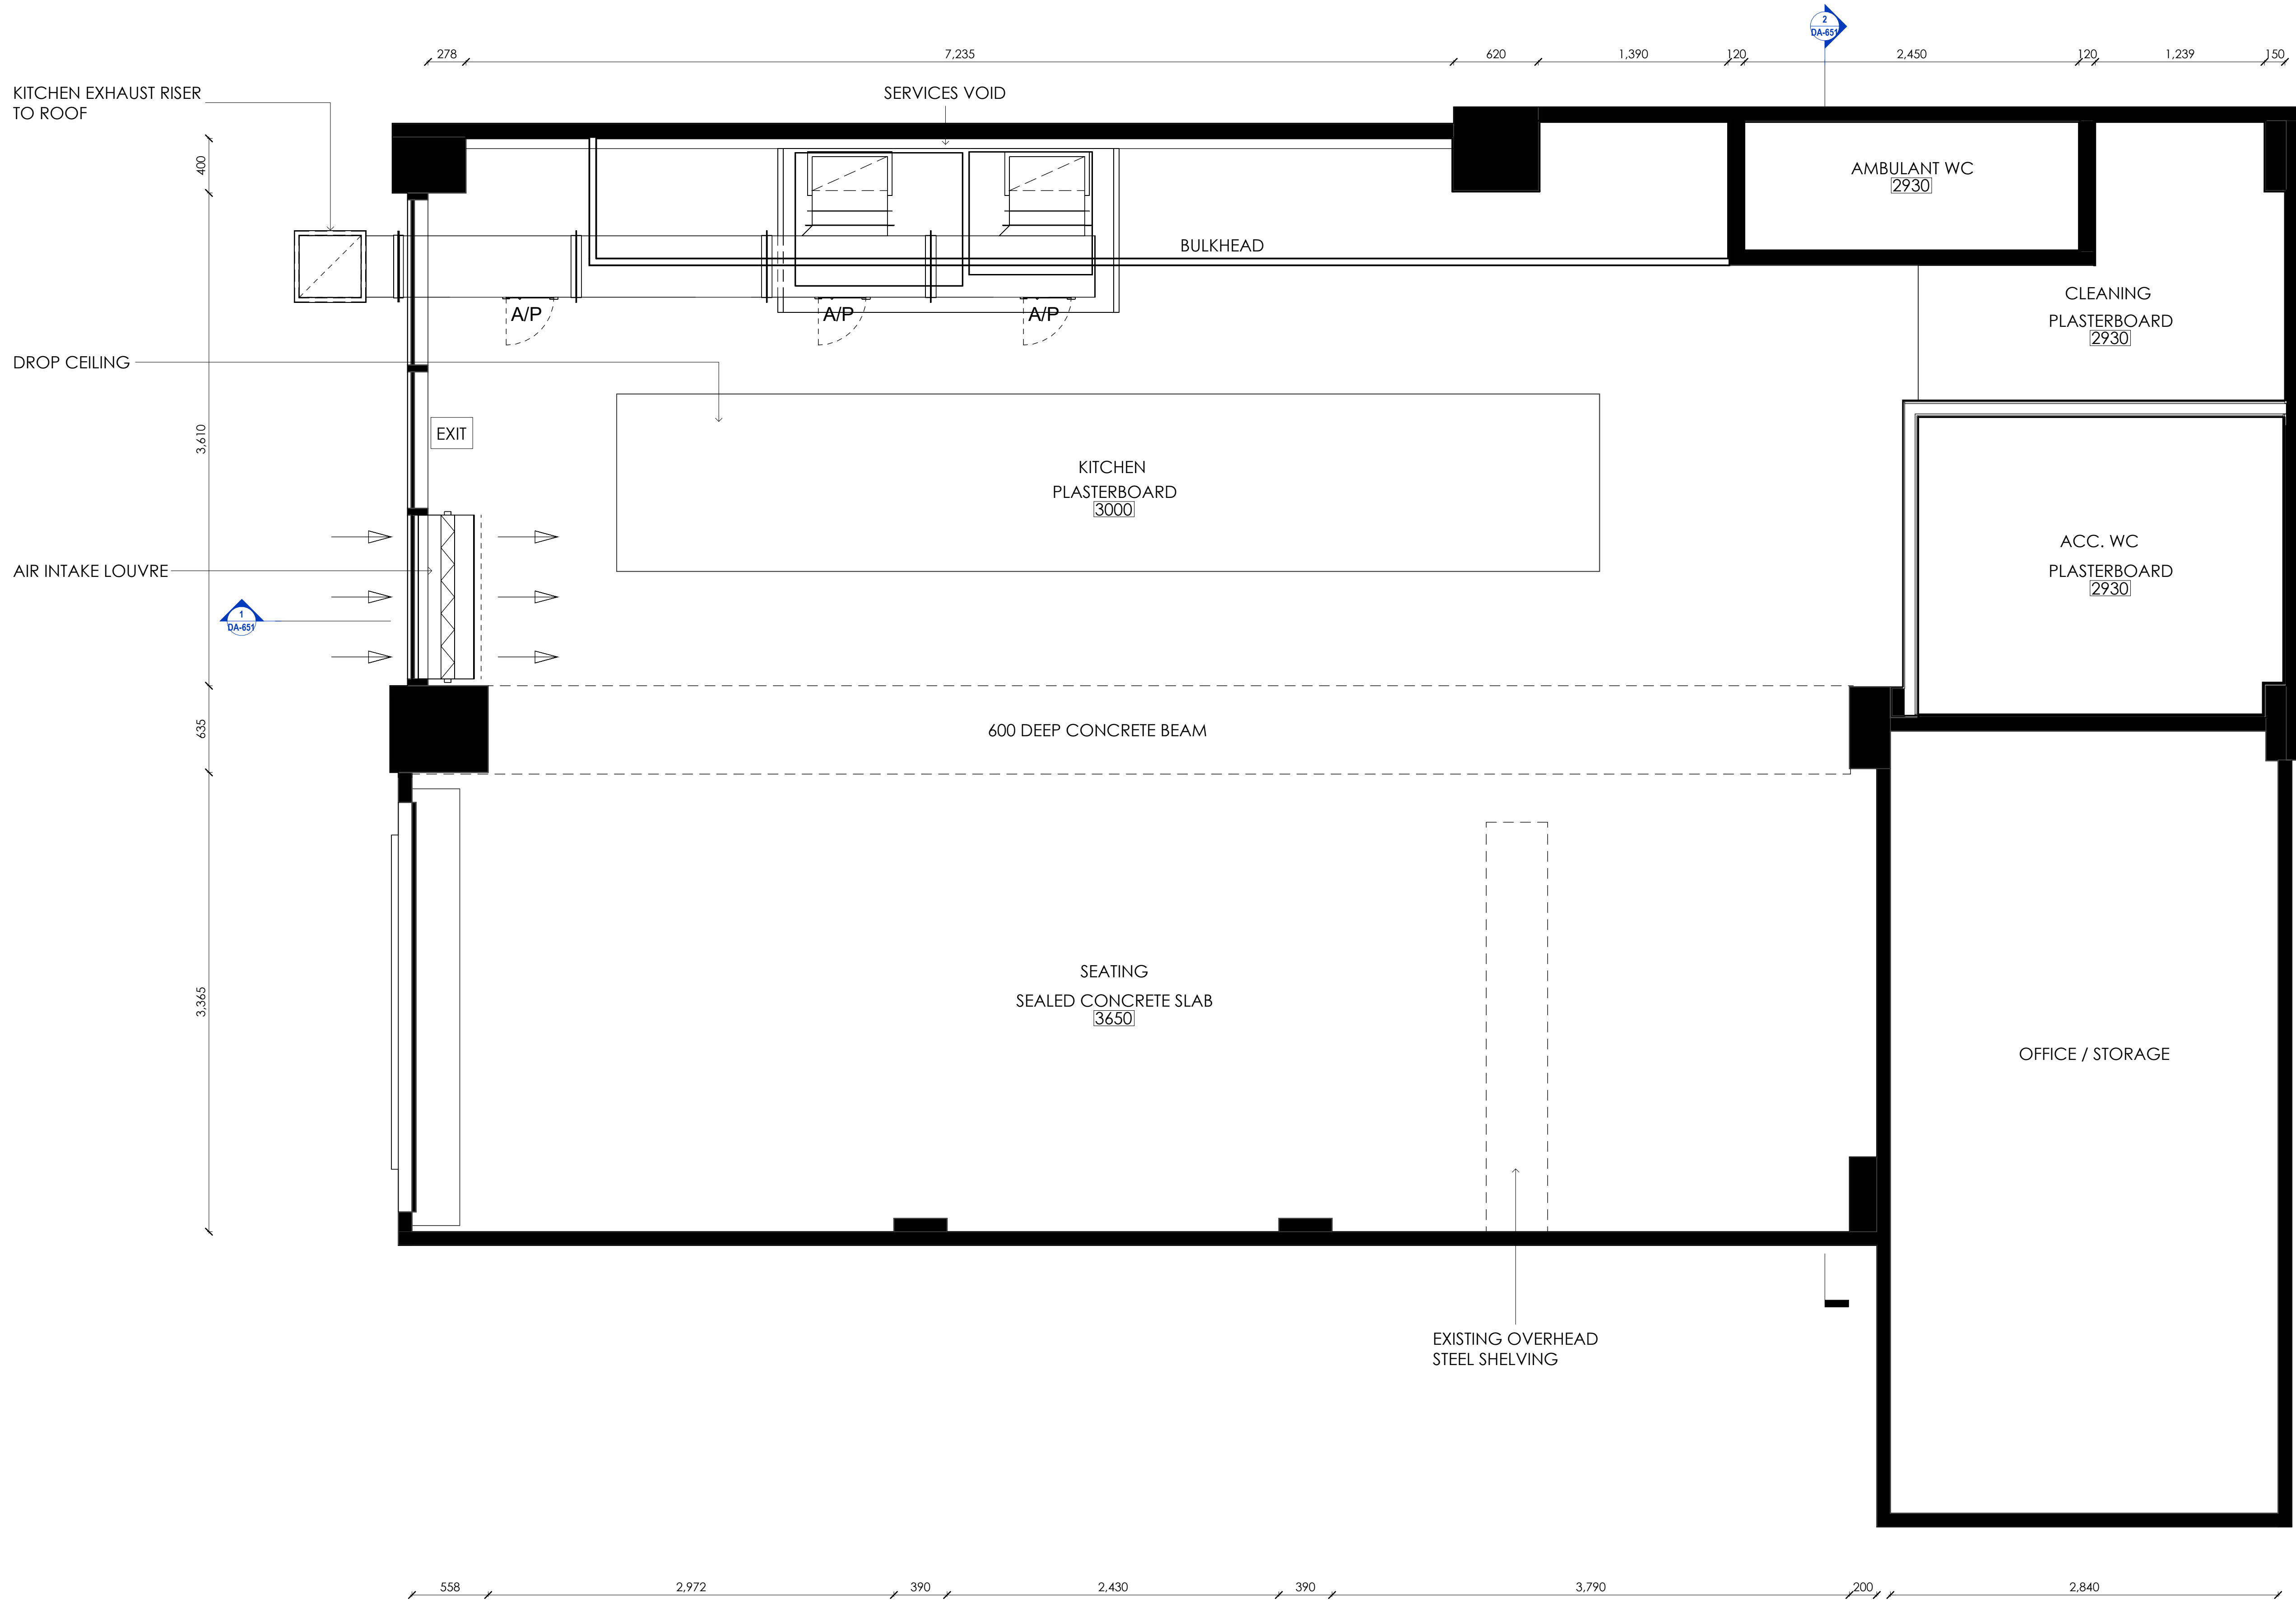 2
DA-651
278
7,235
620
1,390
120
2,450
120
1,239
150
KITCHEN EXHAUST RISER
TO ROOF
SERVICES VOID
400
AMBULANT WC
2930
BULKHEAD
CLEANING
PLASTERBOARD
2930
A/P
A/P
A/P
DROP CEILING
3,610
EXIT
KITCHEN
PLASTERBOARD
3000
ACC. WC
PLASTERBOARD
2930
AIR INTAKE LOUVRE
1
DA-651
635
600 DEEP CONCRETE BEAM
SEATING
SEALED CONCRETE SLAB
3650
3,365
OFFICE / STORAGE
EXISTING OVERHEAD
STEEL SHELVING
558
2,972
390
2,430
390
3,790
200
2,840